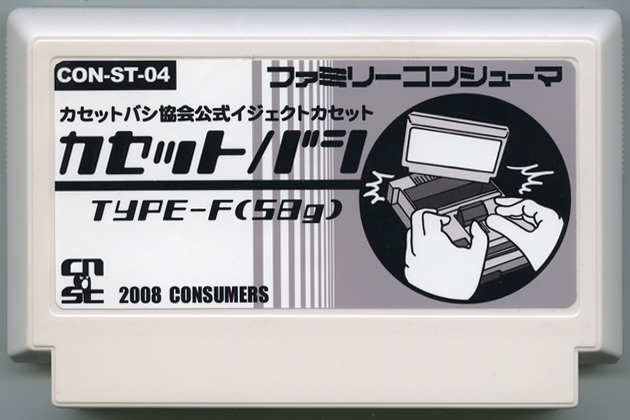 CON-ST-04
ファミリーコンシューマ
カセットバシ協会公式イジェクトカセット
カセットバシ
TYPE-F(58g)
cn
st
2008 CONSUMERS